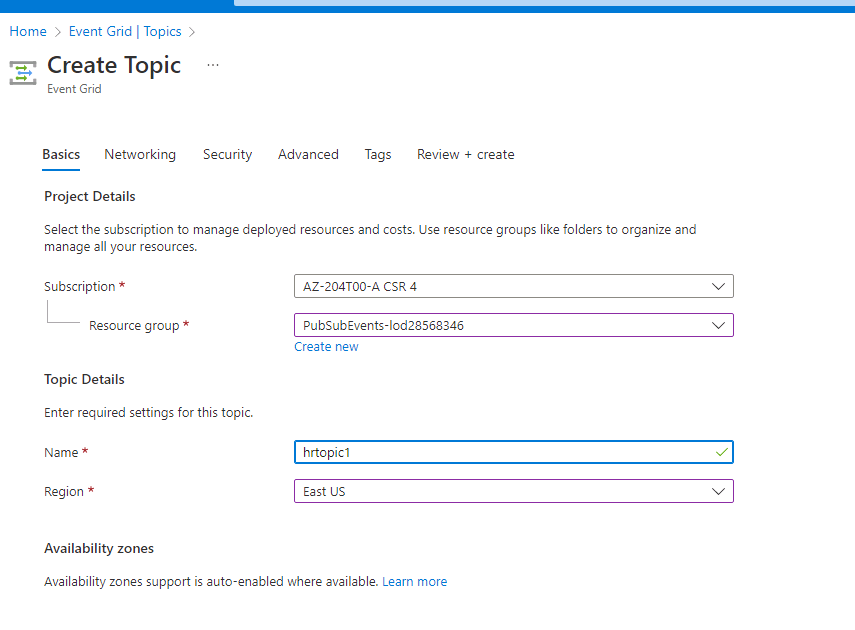 Home > Event Grid | Topics >
Create Topic ...
Event Grid
Basics Networking Security Advanced Tags Review + create
Project Details
Select the subscription to manage deployed resources and costs. Use resource groups like folders to organize and
manage all your resources.
Subscription * AZ-204T00-A CSR 4
Resource group * PubSubEvents-lod28568346
Create new
Topic Details
Enter required settings for this topic.
Name * hrtopic1
Region * East US
Availability zones
Availability zones support is auto-enabled where available. Learn more